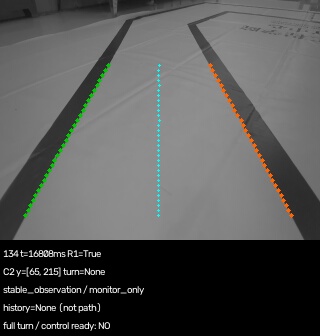 134 t=16808ms R1=True
C2 y=[65, 215] turn=None
stable_observation / monitor_only
history=None (not path)
full turn / control ready: NO